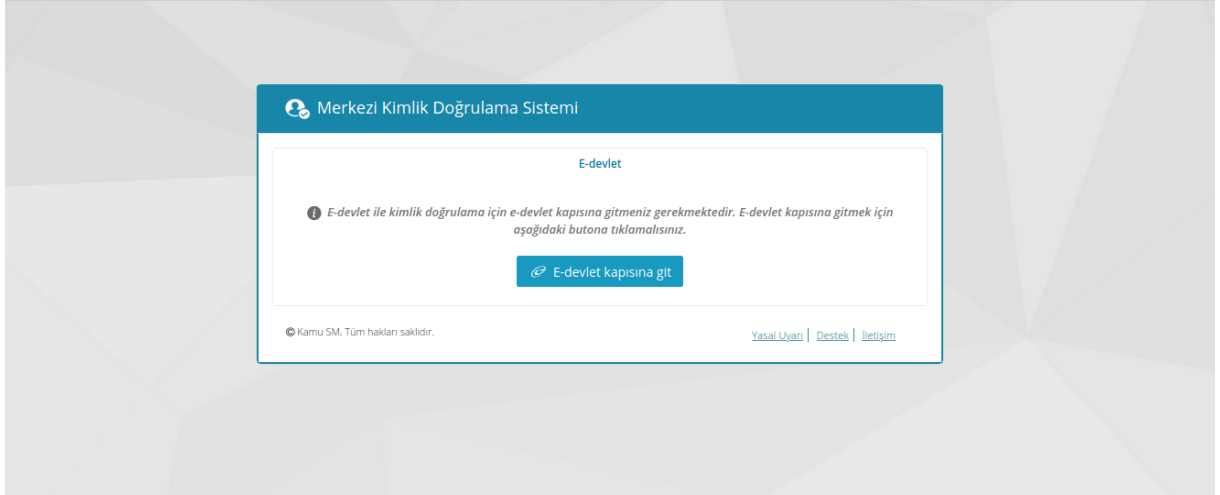 Merkezi Kimlik Doğrulama Sistemi
E-devlet
E-devlet ile kimlik doğrulama için e-devlet kapısına gitmeniz gerekmektedir. E-devlet kapısına gitmek için
aşağıdaki butona tıklamalısınız.
E-devlet kapısına git
© Kamu SM, Tüm hakları saklıdır.
Yasal Uyarı | Destek | İletişim